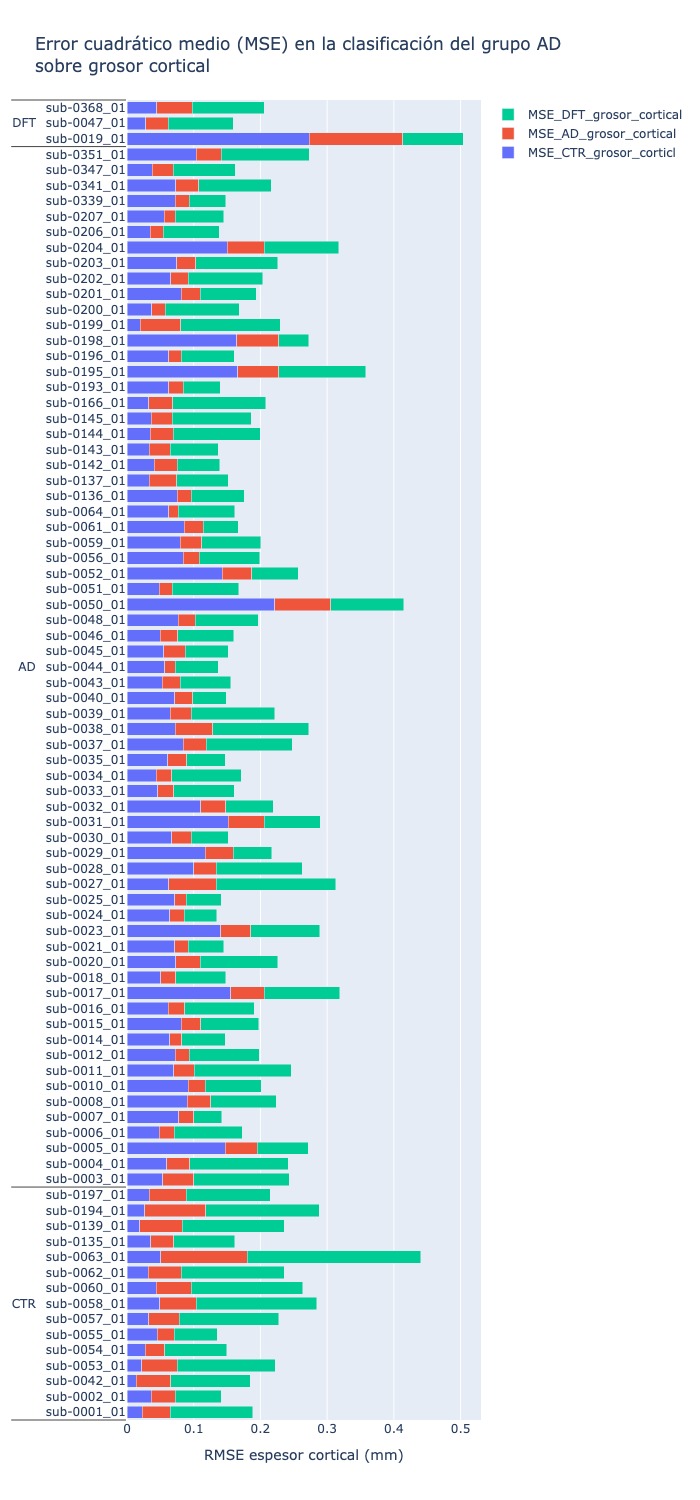 Error cuadrático medio (MSE) en la clasificación del grupo AD
sobre grosor cortical
MSE_DFT_grosor_cortical
MSE_AD_grosor_cortical
MSE_CTR_grosor_corticl
DFT
sub-0368_01
sub-0047_01
sub-0019_01
AD
sub-0351_01
sub-0347_01
sub-0341_01
sub-0339_01
sub-0207_01
sub-0206_01
sub-0204_01
sub-0203_01
sub-0202_01
sub-0201_01
sub-0200_01
sub-0199_01
sub-0198_01
sub-0196_01
sub-0195_01
sub-0193_01
sub-0166_01
sub-0145_01
sub-0144_01
sub-0143_01
sub-0142_01
sub-0137_01
sub-0136_01
sub-0064_01
sub-0061_01
sub-0059_01
sub-0056_01
sub-0052_01
sub-0051_01
sub-0050_01
sub-0048_01
sub-0046_01
sub-0045_01
sub-0044_01
sub-0043_01
sub-0040_01
sub-0039_01
sub-0038_01
sub-0037_01
sub-0035_01
sub-0034_01
sub-0033_01
sub-0032_01
sub-0031_01
sub-0030_01
sub-0029_01
sub-0028_01
sub-0027_01
sub-0025_01
sub-0024_01
sub-0023_01
sub-0021_01
sub-0020_01
sub-0018_01
sub-0017_01
sub-0016_01
sub-0015_01
sub-0014_01
sub-0012_01
sub-0011_01
sub-0010_01
sub-0008_01
sub-0007_01
sub-0006_01
sub-0005_01
sub-0004_01
sub-0003_01
CTR
sub-0197_01
sub-0194_01
sub-0139_01
sub-0135_01
sub-0063_01
sub-0062_01
sub-0060_01
sub-0058_01
sub-0057_01
sub-0055_01
sub-0054_01
sub-0053_01
sub-0042_01
sub-0002_01
sub-0001_01
0 0.1 0.2 0.3 0.4 0.5
RMSE espesor cortical (mm)